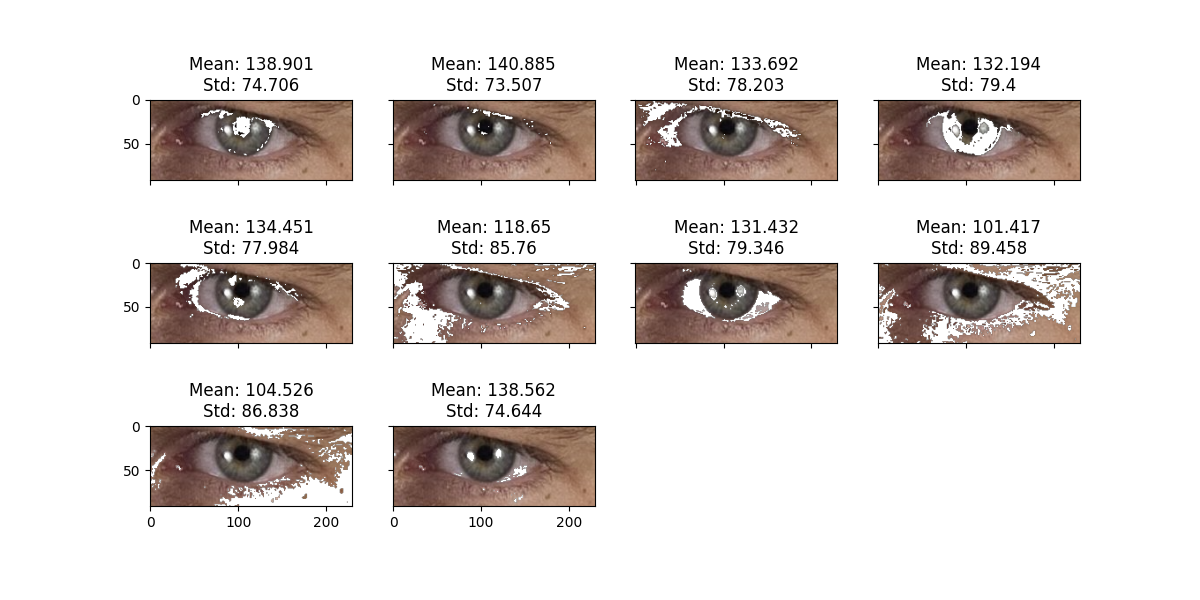 Mean: 138.901
Std: 74.706
Mean: 140.885
Std: 73.507
Mean: 133.692
Std: 78.203
Mean: 132.194
Std: 79.4
0
50
Mean: 134.451
Std: 77.984
Mean: 118.65
Std: 85.76
Mean: 131.432
Std: 79.346
Mean: 101.417
Std: 89.458
0
50
Mean: 104.526
Std: 86.838
Mean: 138.562
Std: 74.644
0
50
0 100 200
0 100 200